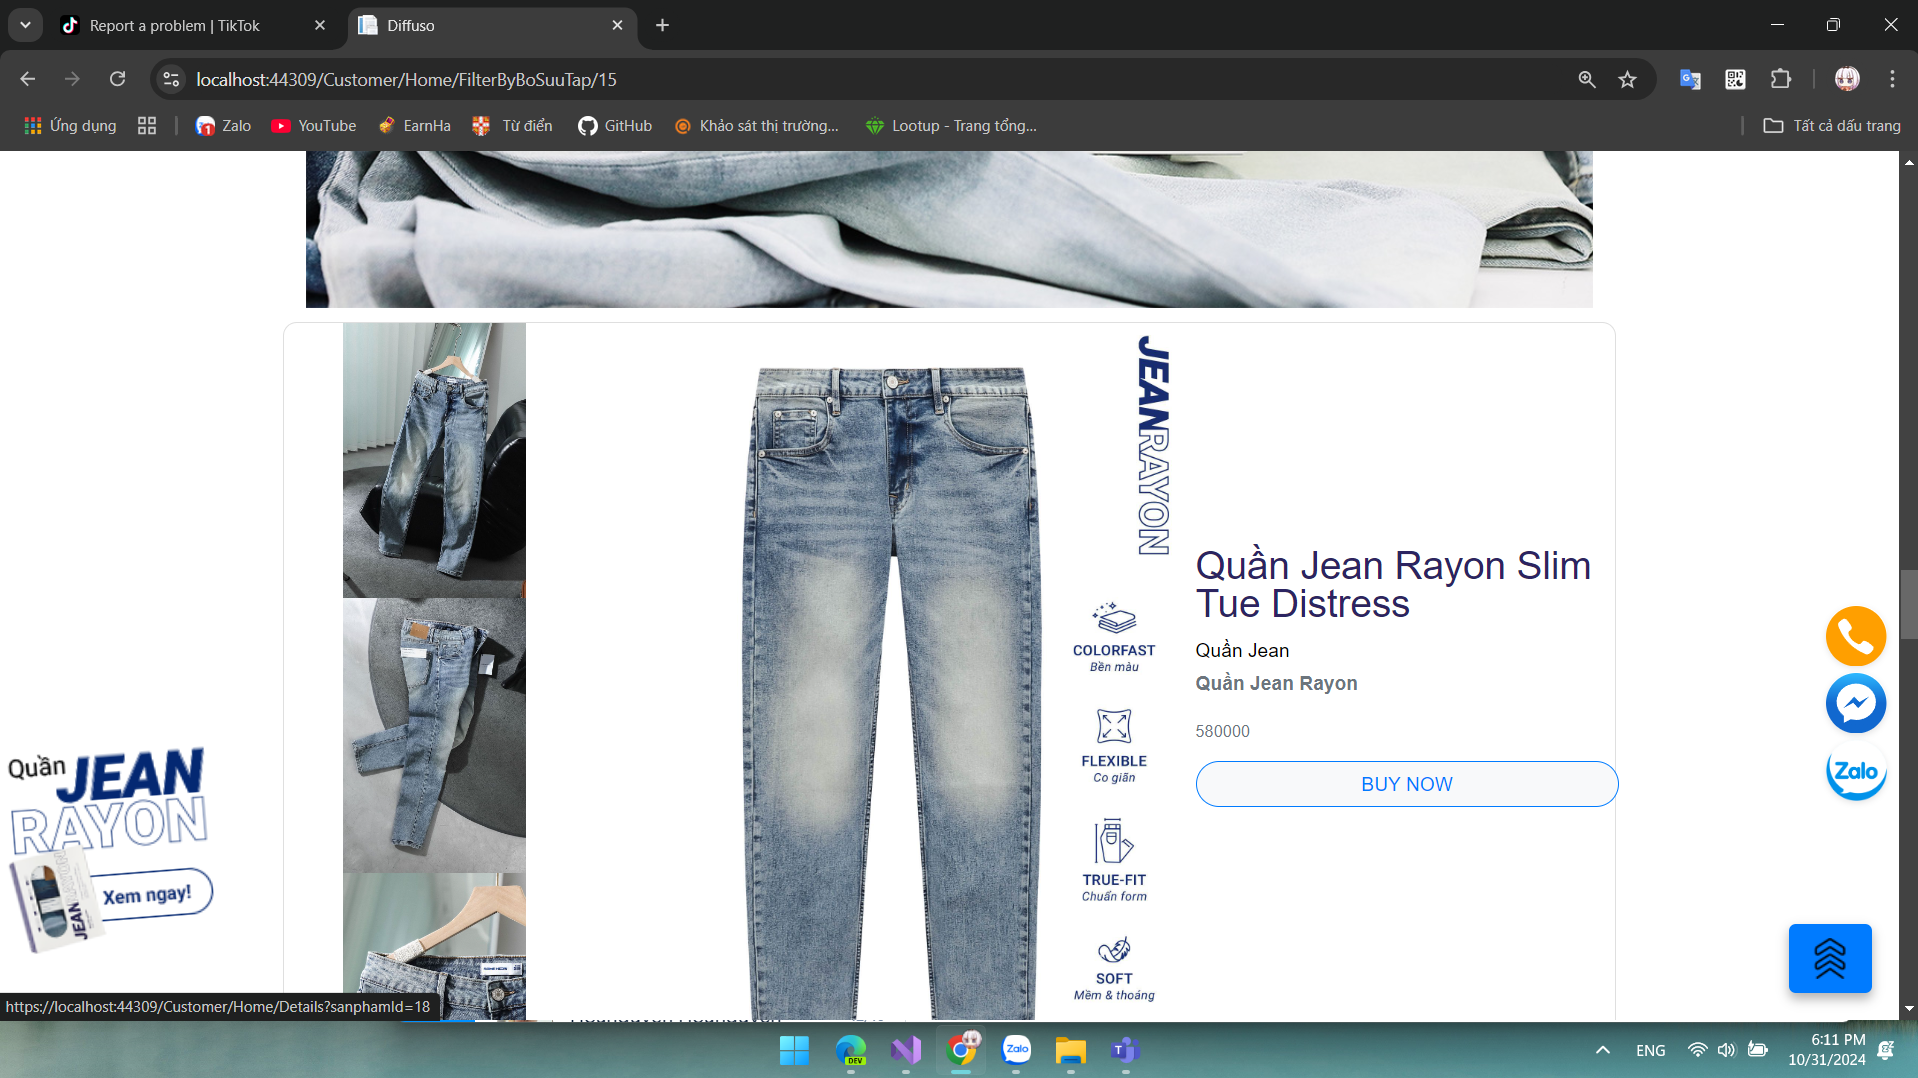 Report a problem | TikTok
Diffuso
localhost:44309/Customer/Home/FilterByBoSuuTap/15
Ứng dụng
Zalo
YouTube
EarnHa
Từ điển
GitHub
Khảo sát thị trường...
Lootup - Trang tổng...
Tất cả dấu trang
JEANRAYON
COLORFAST
Bền màu
FLEXIBLE
Co giãn
TRUE-FIT
Chuẩn form
SOFT
Mềm & thoáng
Quần Jean Rayon Slim
Tue Distress
Quần Jean
Quần Jean Rayon
580000
BUY NOW
Quần JEAN
RAYON
Xem ngay!
JEANRAYON
Zalo
https://localhost:44309/Customer/Home/Details?sanphamId=18
DEV
Zalo
ENG
6:11 PM
10/31/2024